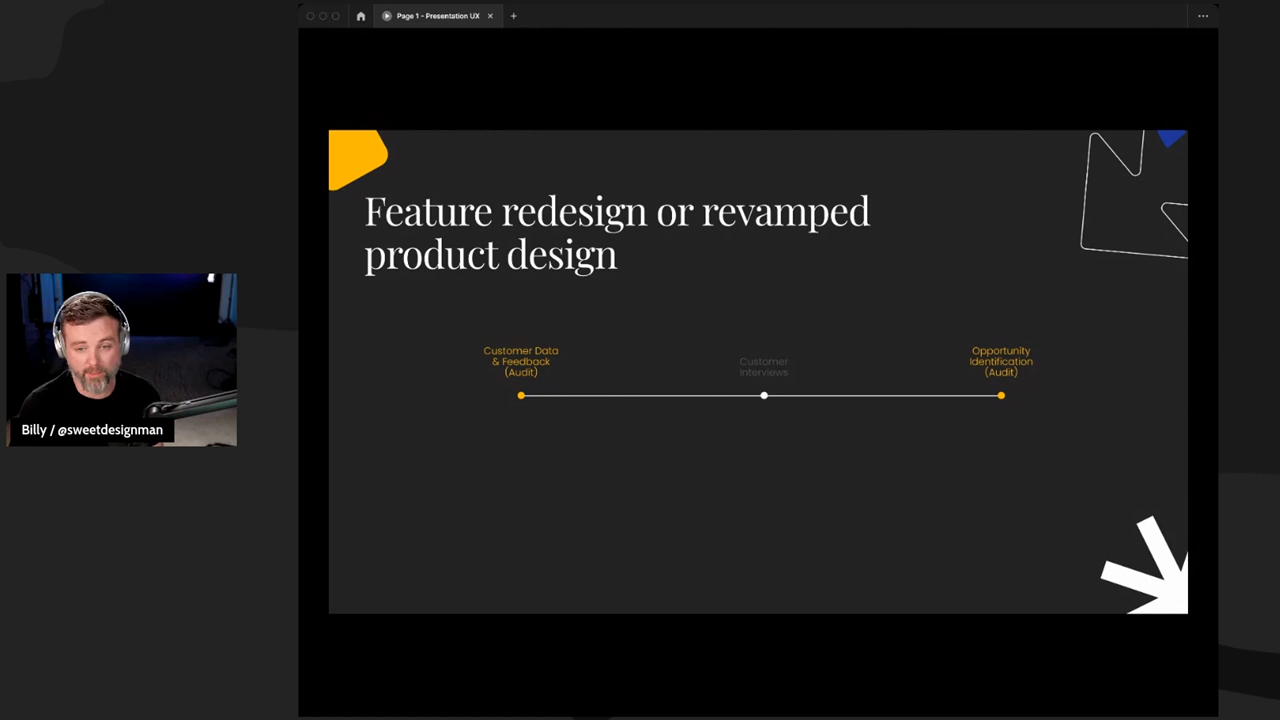 Page 1 - Presentation UX
Feature redesign or revamped
product design
Customer Data
& Feedback
(Audit)
Customer
Interviews
Opportunity
Identification
(Audit)
Billy / @sweetdesignman